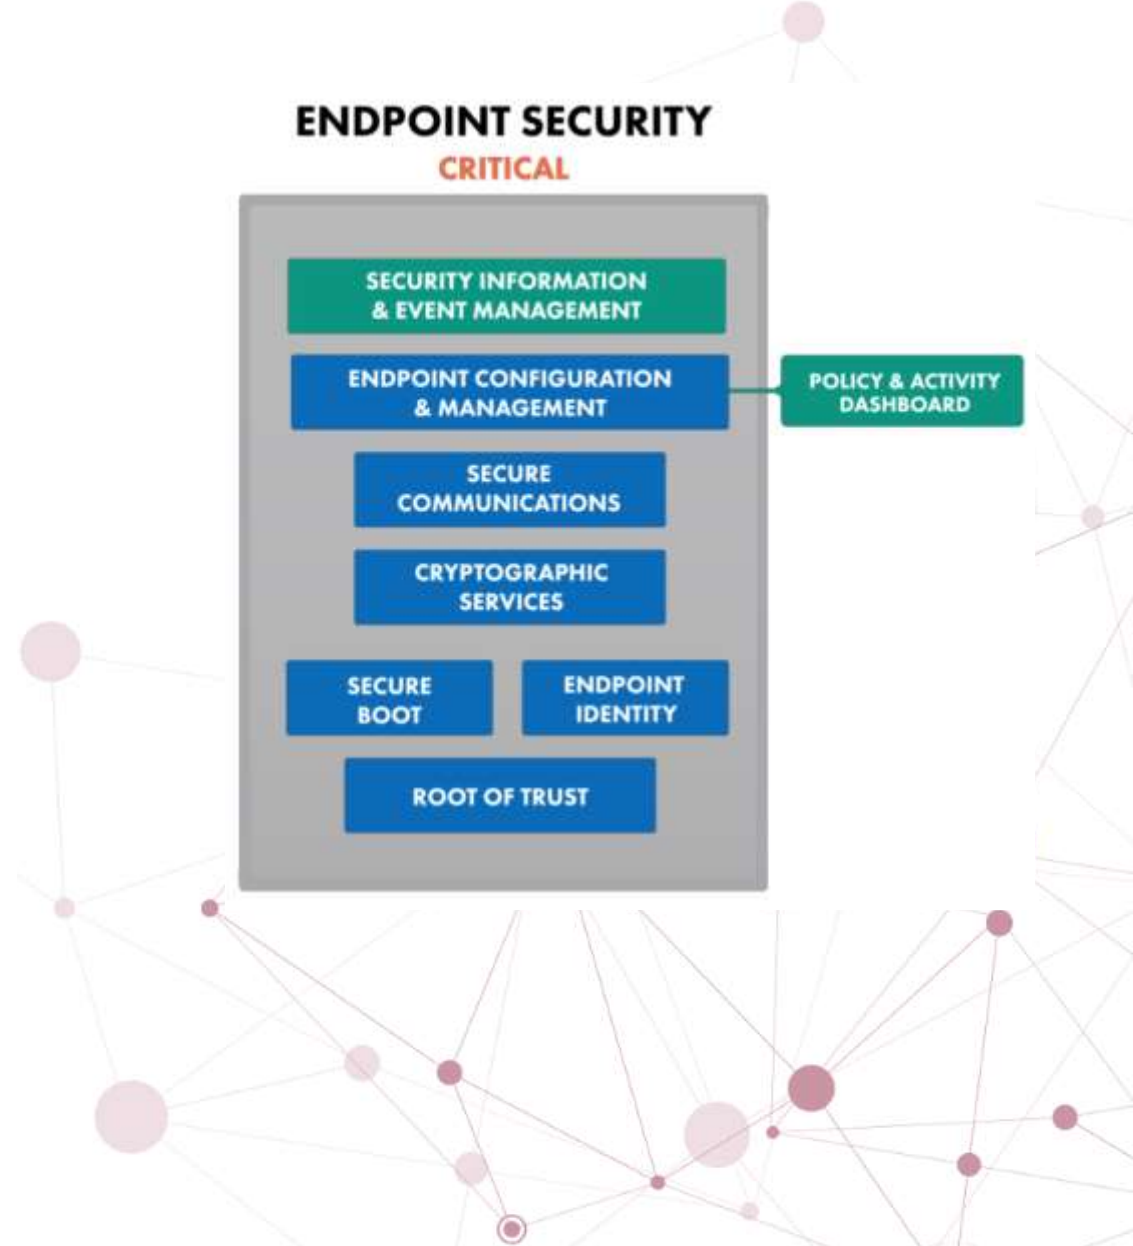 ENDPOINT SECURITY
CRITICAL
SECURITY INFORMATION
& EVENT MANAGEMENT
ENDPOINT CONFIGURATION
& MANAGEMENT
POLICY & ACTIVITY
DASHBOARD
SECURE
COMMUNICATIONS
CRYPTOGRAPHIC
SERVICES
SECURE
BOOT
ENDPOINT
IDENTITY
ROOT OF TRUST